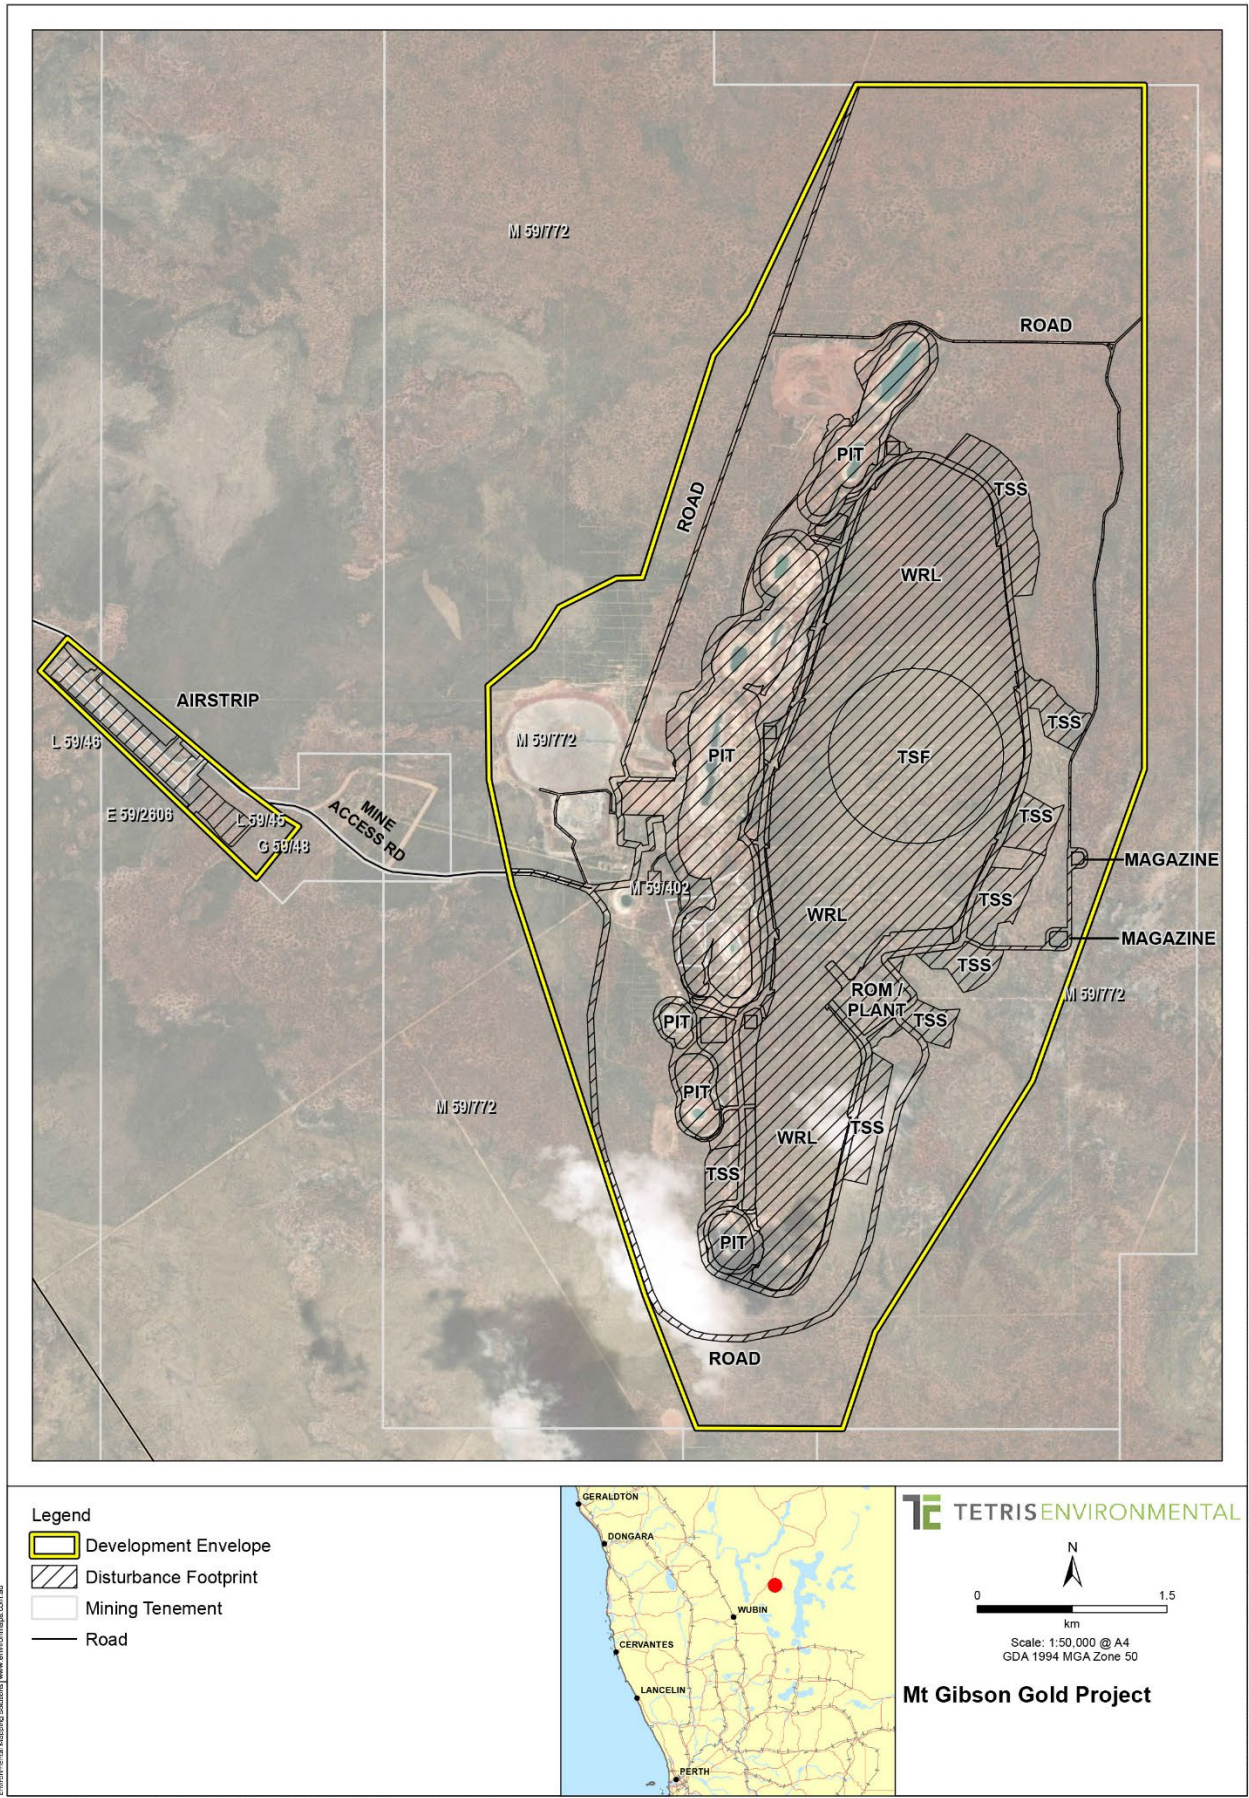 M 59/772
ROAD
PIT
ROAD
TSS
WRL
AIRSTRIP
L 59/46
M 59/772
TSS
PIT
TSF
E 59/2606
L 59/45
G 59/48
MINE
ACCESS RD
TSS
MAGAZINE
M 59/402
TSS
WRL
MAGAZINE
TSS
ROM /
PLANT
M 59/772
PIT
TSS
PIT
M 59/772
TSS
WRL
TSS
PIT
ROAD
Legend
Development Envelope
Disturbance Footprint
Mining Tenement
Road
GERALDTON
DONGARA
WUBIN
CERVANTES
LANCELIN
PERTH
TE TETRIS ENVIRONMENTAL
N
0 1.5
km
Scale: 1:50,000 @ A4
GDA 1994 MGA Zone 50
Mt Gibson Gold Project